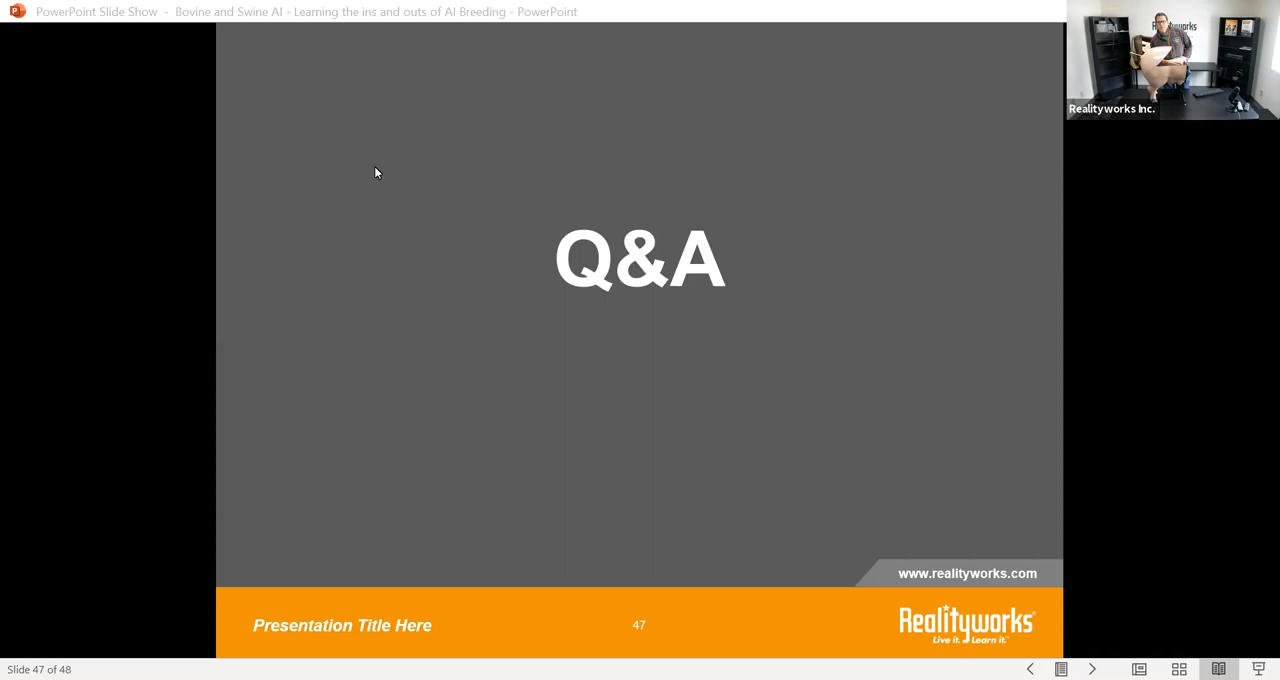 PowerPoint Slide Show - Bovine and Swine AI - Learning the ins and outs of AI Breeding - PowerPoint
Realityworks Inc.
Q&A
www.realityworks.com
Presentation Title Here
47
Realityworks
Live it. Learn it.
Slide 47 of 48